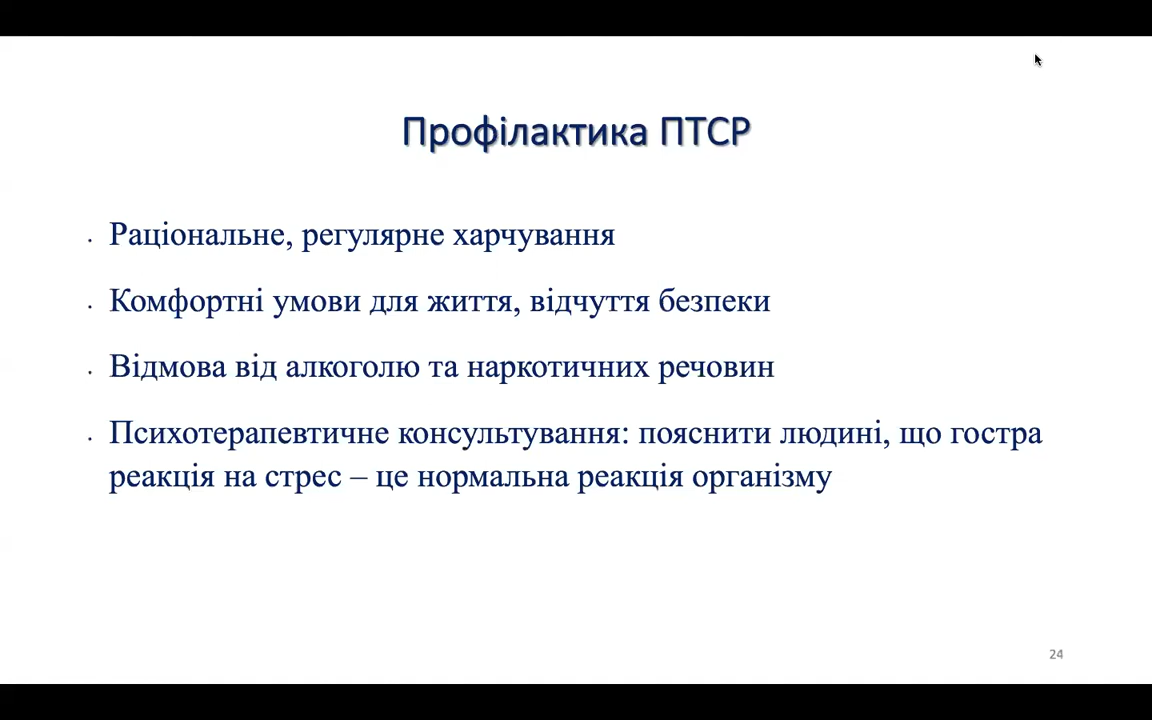 Профілактика ПТСР
· Раціональне, регулярне харчування
· Комфортні умови для життя, відчуття безпеки
· Відмова від алкоголю та наркотичних речовин
· Психотерапевтичне консультування: пояснити людині, що гостра
реакція на стрес – це нормальна реакція організму
24